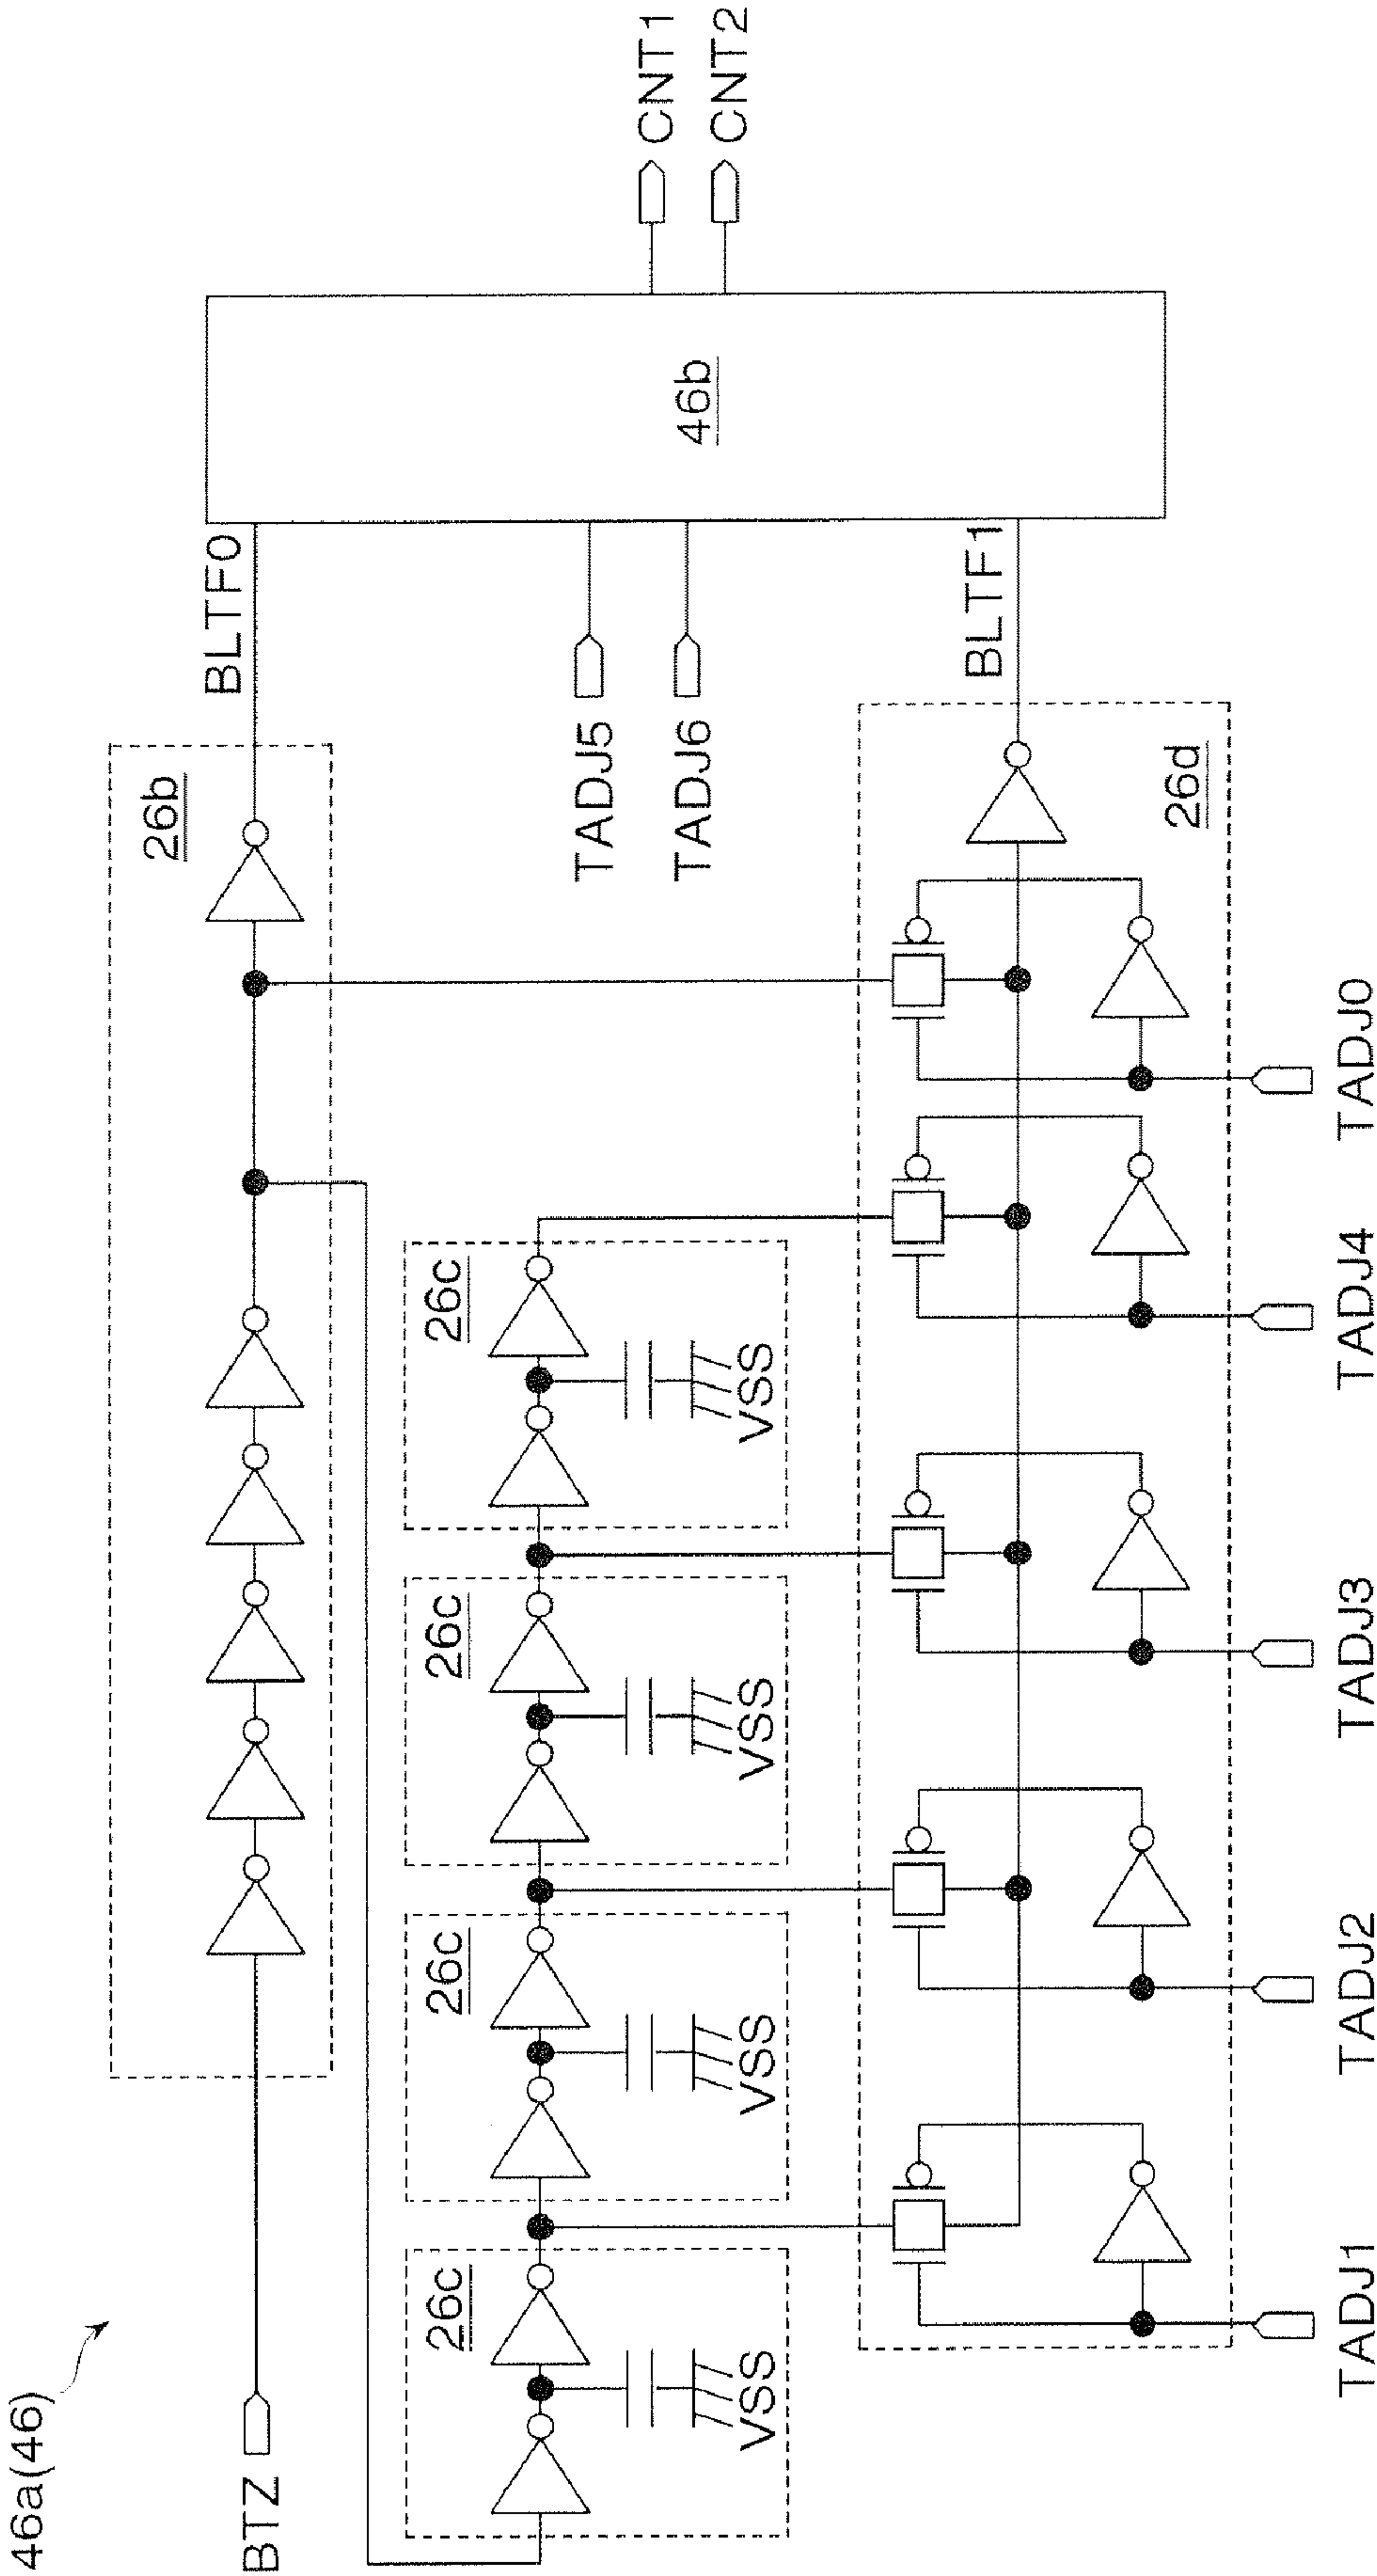 46a(46)
BTZ
26b
BLTF0
26c
VSS
26c
VSS
26c
VSS
26c
VSS
TADJ5
TADJ6
46b
CNT1
CNT2
BLTF1
26d
TADJ1
TADJ2
TADJ3
TADJ4
TADJ0